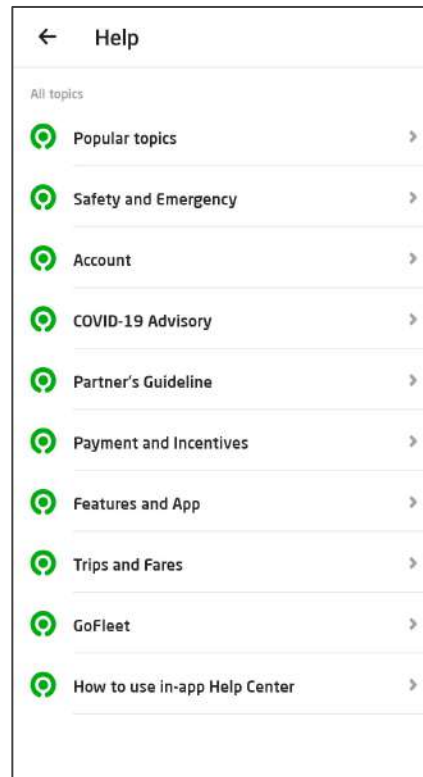 Help
All topics
Popular topics
Safety and Emergency
Account
COVID-19 Advisory
Partner's Guideline
Payment and Incentives
Features and App
Trips and Fares
GoFleet
How to use in-app Help Center